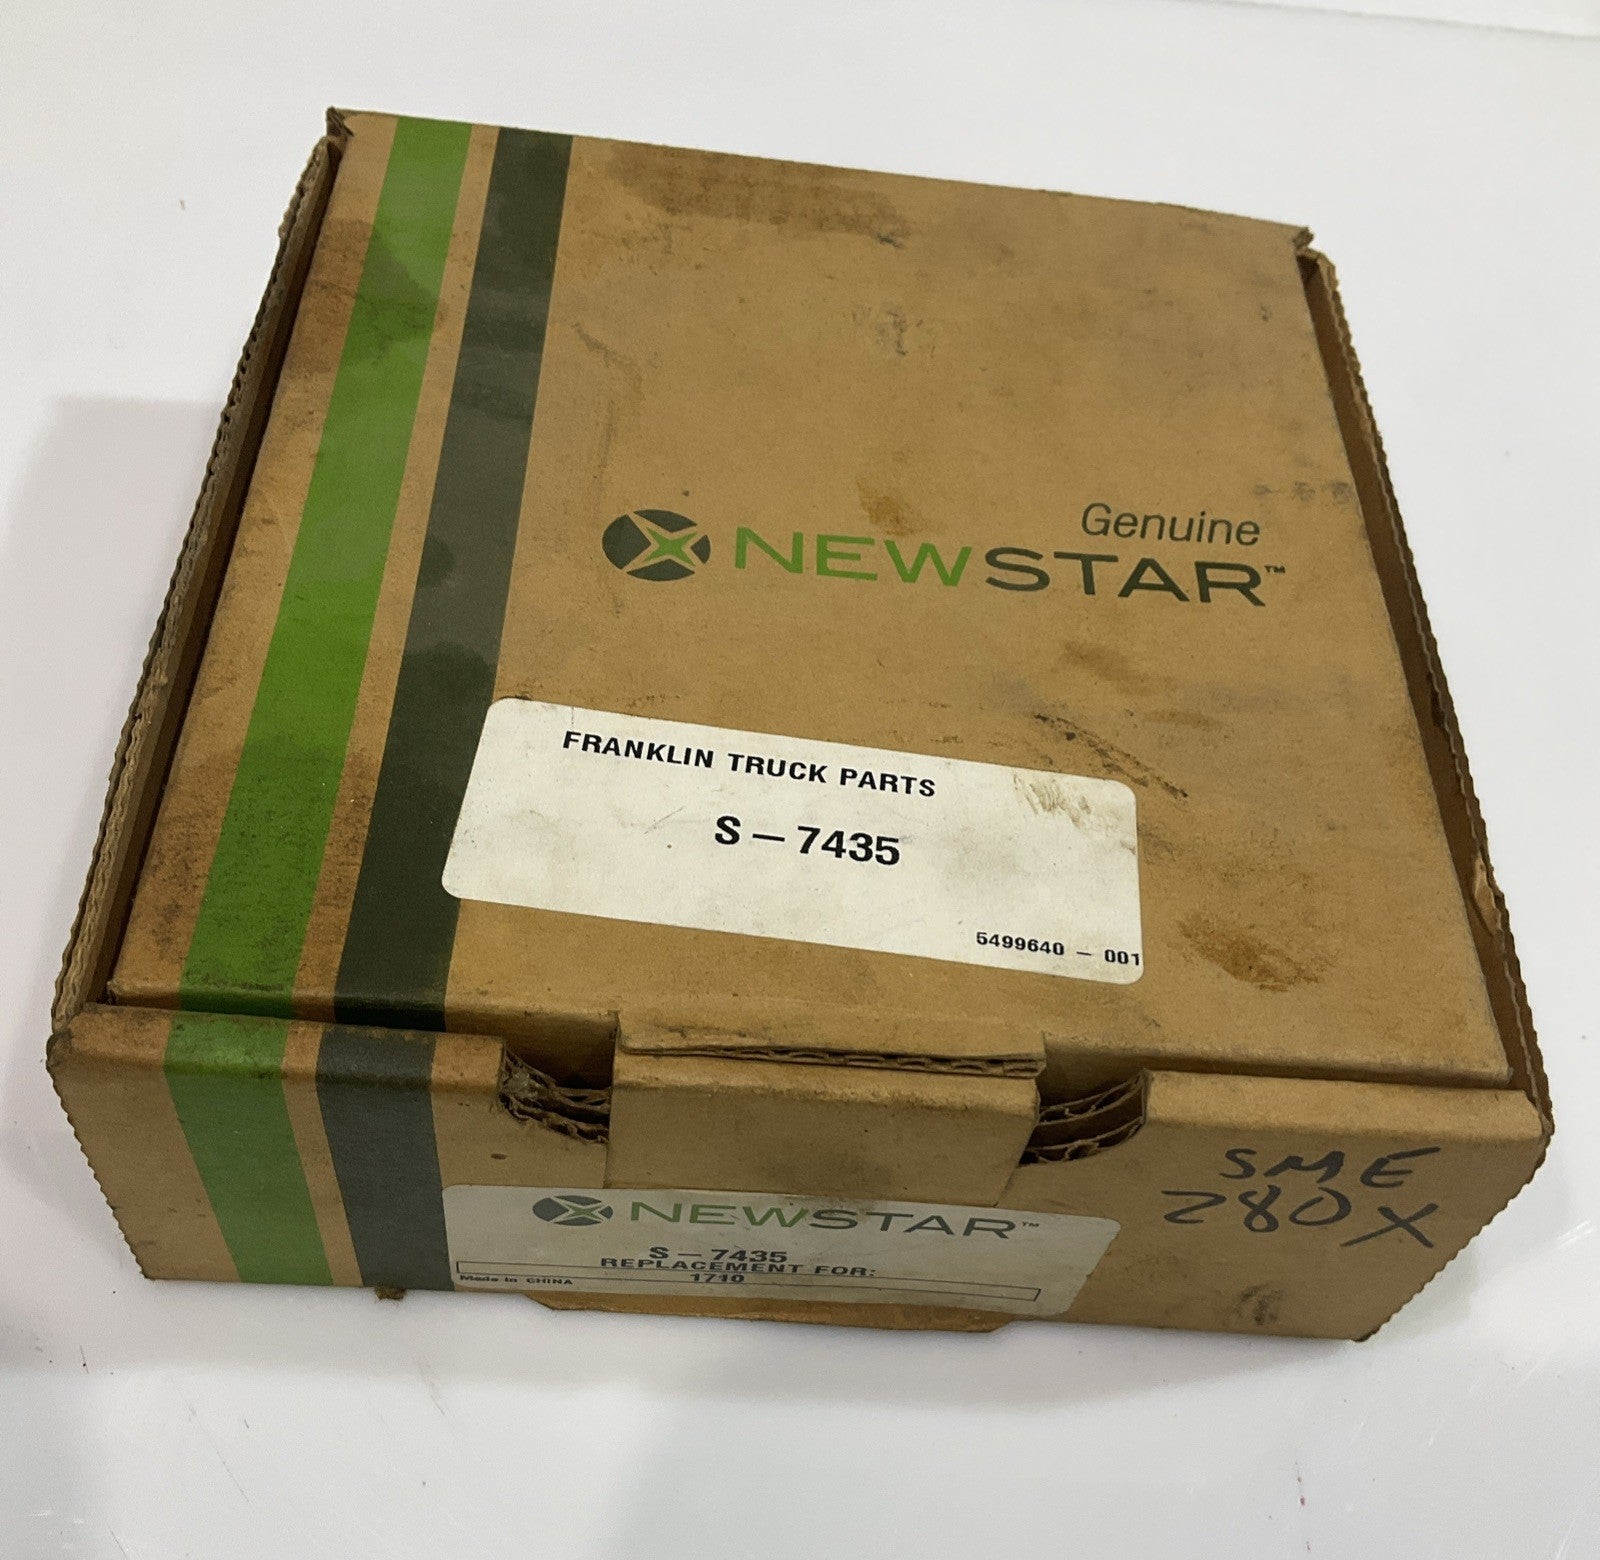 Genuine
NEWSTAR™
FRANKLIN TRUCK PARTS
S – 7435
5499640 – 001
SME
280X
NEWSTAR™
S – 7435
REPLACEMENT FOR:
1710
Made in CHINA